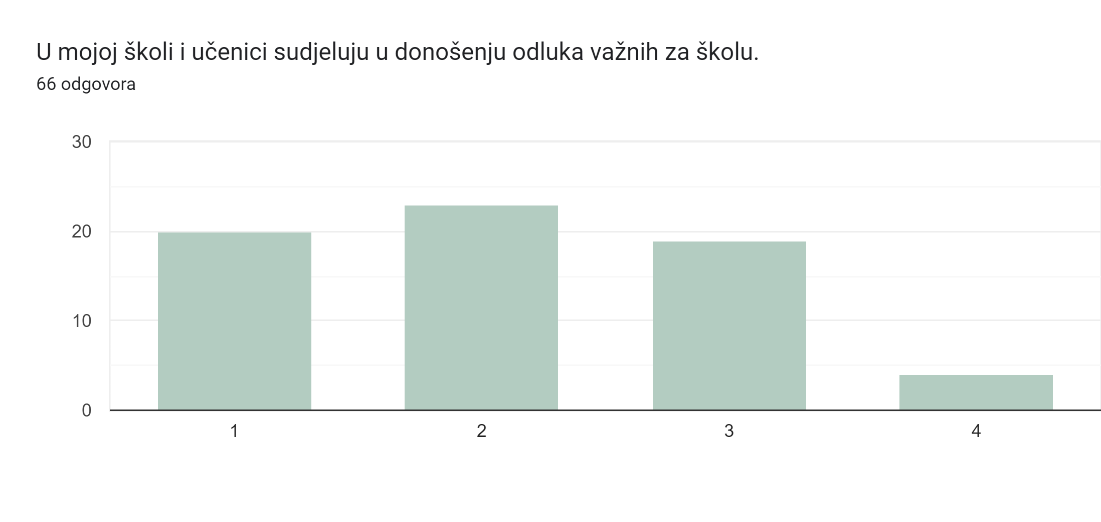 U mojoj školi i učenici sudjeluju u donošenju odluka važnih za školu.
66 odgovora
30
20
10
0
1 2 3 4